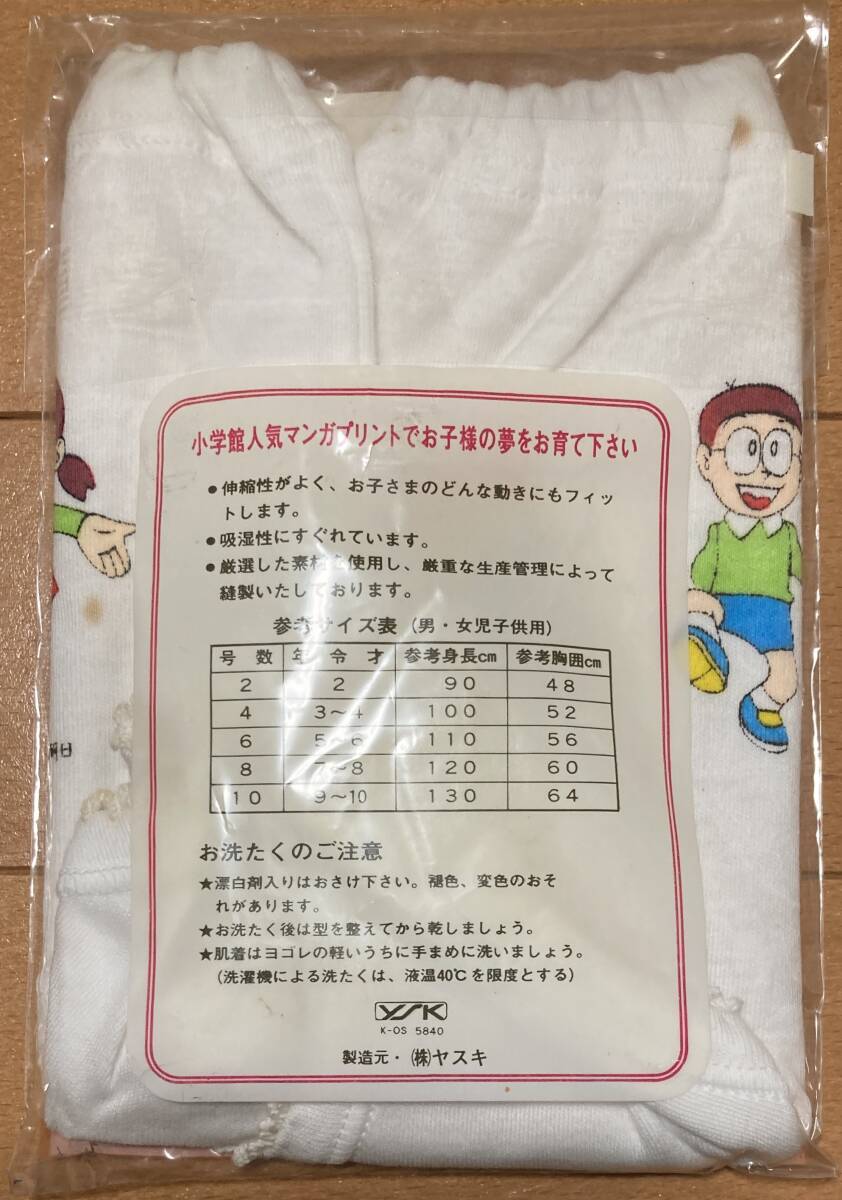 小学館人気マンガプリントでお子様の夢をお育て下さい
●伸縮性がよく、お子さまのどんな動きにもフィッ
トします。
●吸湿性にすぐれています。
●厳選した素材を使用し、厳重な生産管理によって
縫製いたしております。
参考サイズ表 (男・女児子供用)
号 数 年 令 才 参考身長cm 参考胸囲cm
2 2 90 48
4 3〜4 100 52
6 5〜6 110 56
8 7〜8 120 60
10 9〜10 130 64
お洗たくのご注意
★漂白剤入りはおさけ下さい。褪色、変色のおそ
れがあります。
★お洗たく後は型を整えてから乾しましょう。
★肌着はヨゴレの軽いうちに手まめに洗いましょう。
(洗濯機による洗たくは、液温40℃を限度とする)
YSK
K-OS 5840
製造元・(株)ヤスキ